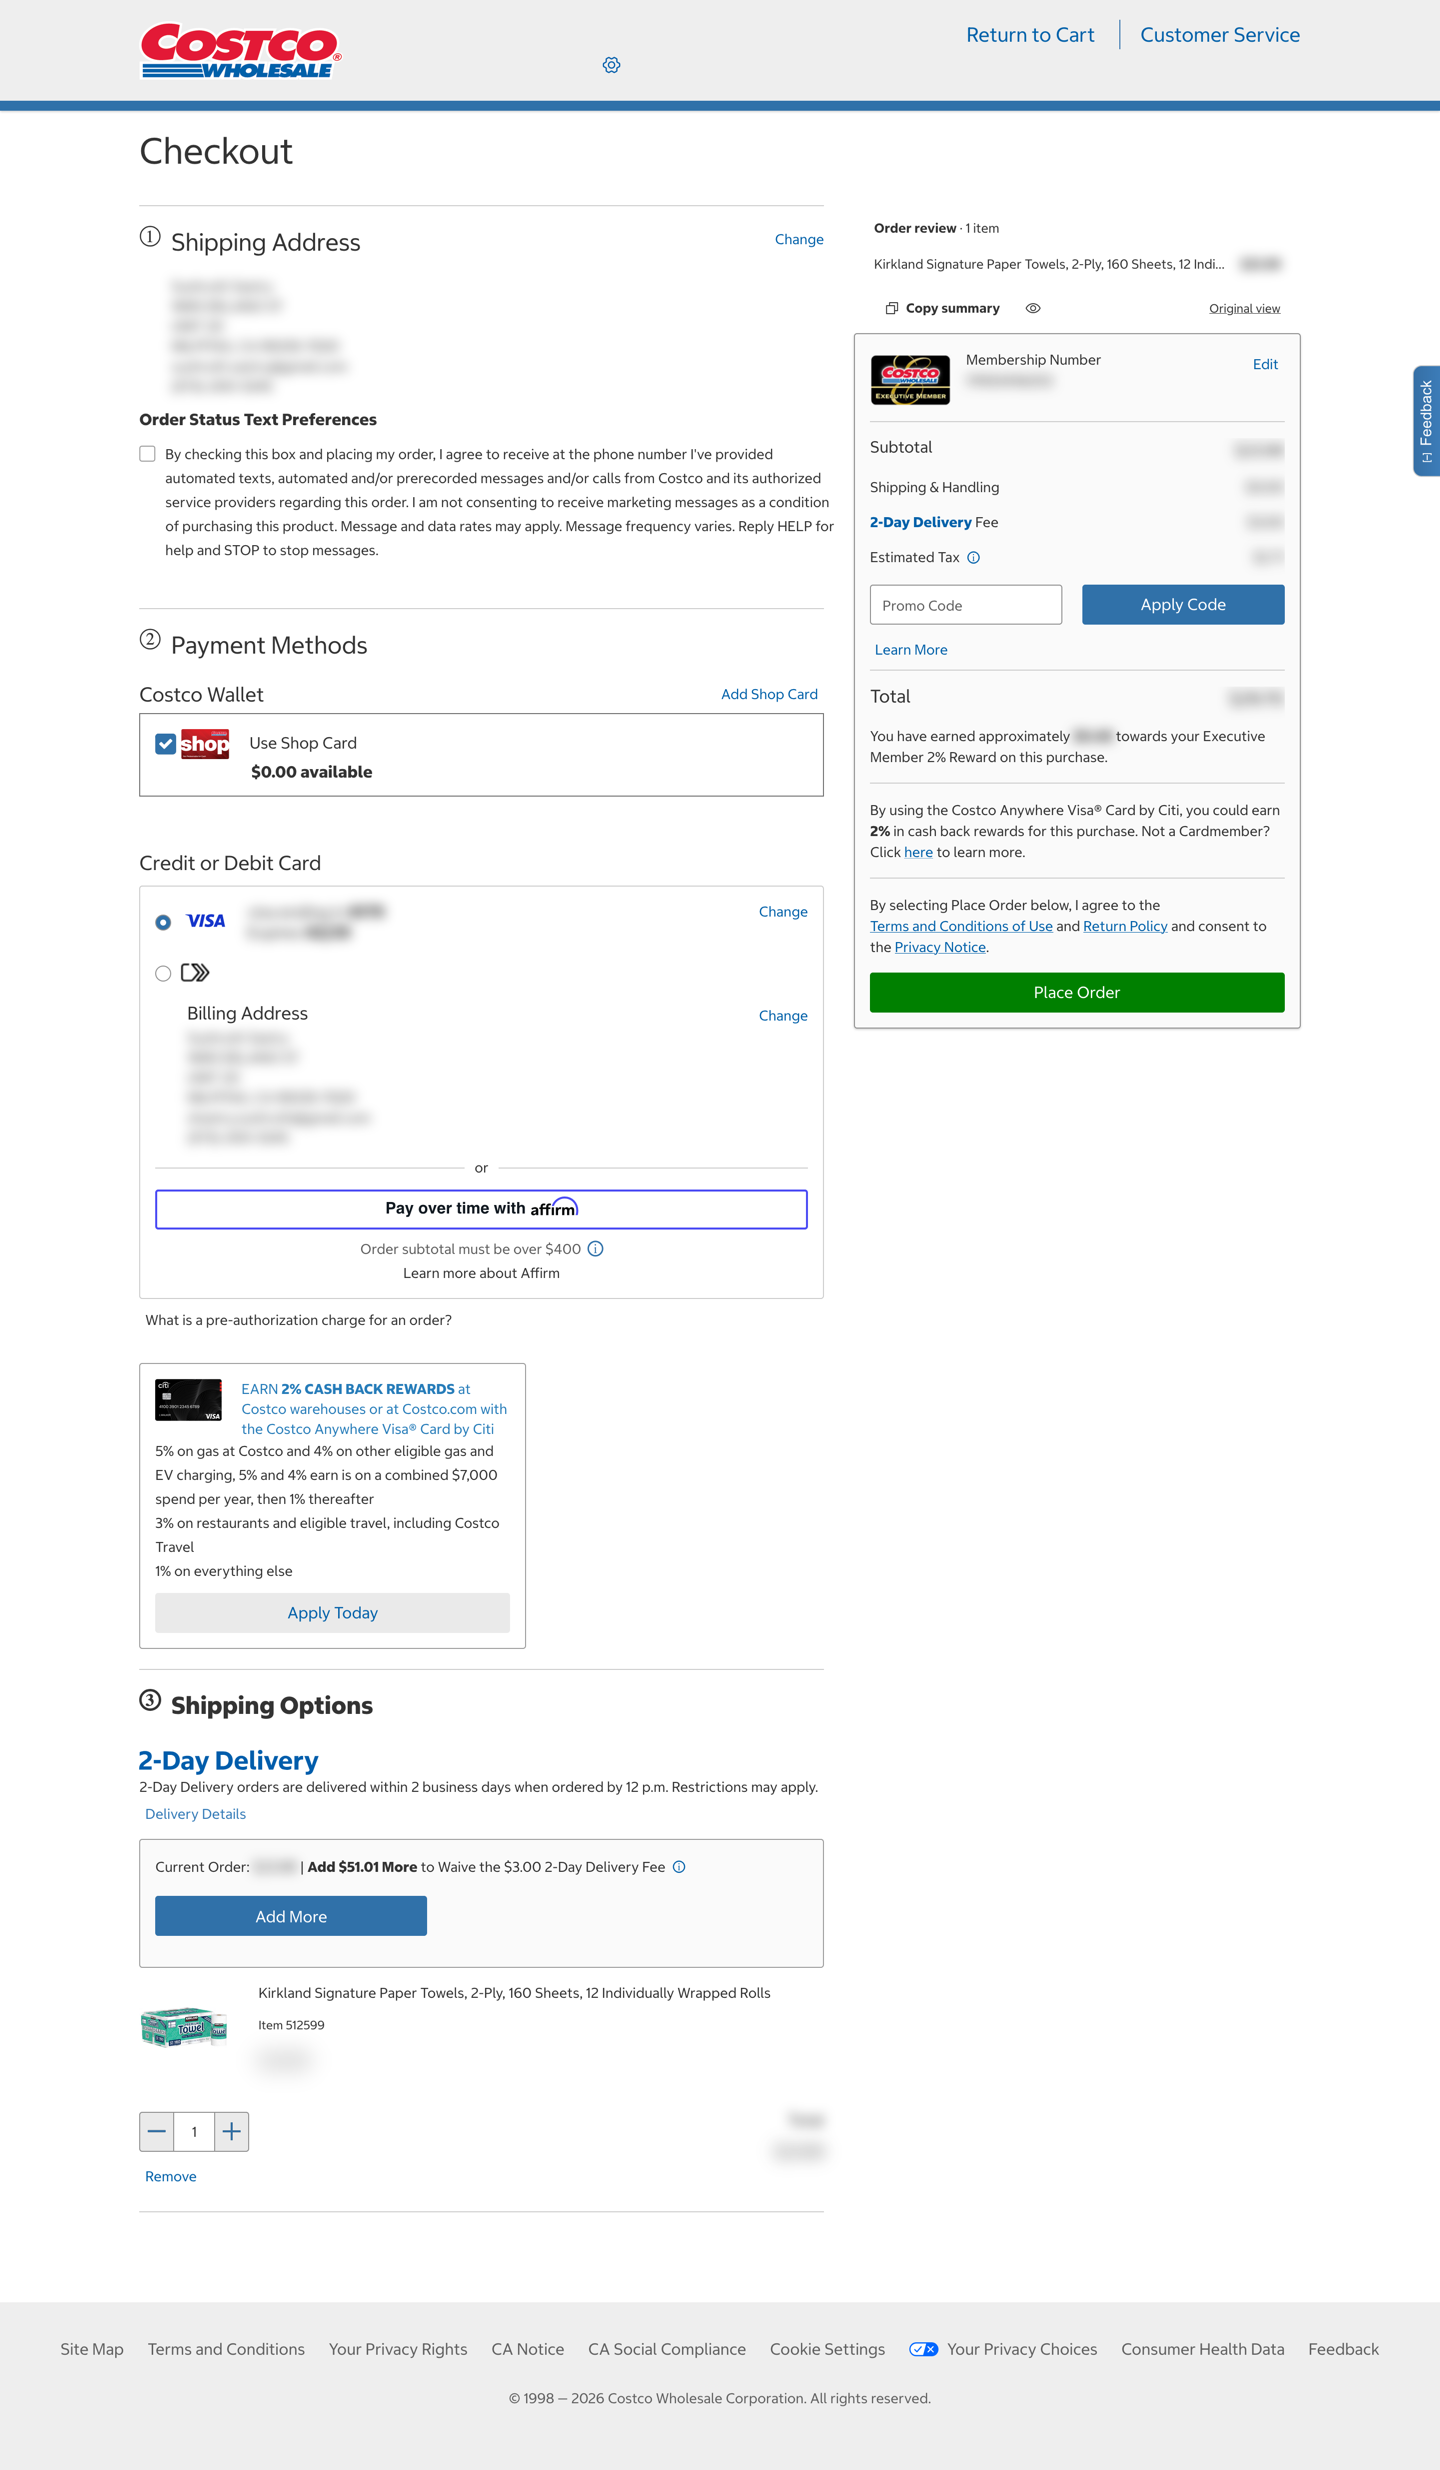 COSTCO
WHOLESALE
Return to Cart
Customer Service
Checkout
1 Shipping Address
Change
Order Status Text Preferences
By checking this box and placing my order, I agree to receive at the phone number I've provided
automated texts, automated and/or prerecorded messages and/or calls from Costco and its authorized
service providers regarding this order. I am not consenting to receive marketing messages as a condition
of purchasing this product. Message and data rates may apply. Message frequency varies. Reply HELP for
help and STOP to stop messages.
2 Payment Methods
Costco Wallet
Add Shop Card
shop
Use Shop Card
$0.00 available
Credit or Debit Card
VISA
Change
Billing Address
Change
or
Pay over time with affirm
Order subtotal must be over $400
Learn more about Affirm
What is a pre-authorization charge for an order?
citi
VISA
EARN 2% CASH BACK REWARDS at
Costco warehouses or at Costco.com with
the Costco Anywhere Visa® Card by Citi
5% on gas at Costco and 4% on other eligible gas and
EV charging, 5% and 4% earn is on a combined $7,000
spend per year, then 1% thereafter
3% on restaurants and eligible travel, including Costco
Travel
1% on everything else
Apply Today
3 Shipping Options
2-Day Delivery
2-Day Delivery orders are delivered within 2 business days when ordered by 12 p.m. Restrictions may apply.
Delivery Details
Current Order: | Add $51.01 More to Waive the $3.00 2-Day Delivery Fee
Add More
Kirkland Signature Paper Towels, 2-Ply, 160 Sheets, 12 Individually Wrapped Rolls
Item 512599
Towel
1
Remove
Order review · 1 item
Kirkland Signature Paper Towels, 2-Ply, 160 Sheets, 12 Indi...
Copy summary
Original view
COSTCO
WHOLESALE
EXECUTIVE MEMBER
Membership Number
Edit
Subtotal
Shipping & Handling
2-Day Delivery Fee
Estimated Tax
Promo Code
Apply Code
Learn More
Total
You have earned approximately towards your Executive
Member 2% Reward on this purchase.
By using the Costco Anywhere Visa® Card by Citi, you could earn
2% in cash back rewards for this purchase. Not a Cardmember?
Click here to learn more.
By selecting Place Order below, I agree to the
Terms and Conditions of Use and Return Policy and consent to
the Privacy Notice.
Place Order
[-] Feedback
Site Map
Terms and Conditions
Your Privacy Rights
CA Notice
CA Social Compliance
Cookie Settings
Your Privacy Choices
Consumer Health Data
Feedback
© 1998 — 2026 Costco Wholesale Corporation. All rights reserved.